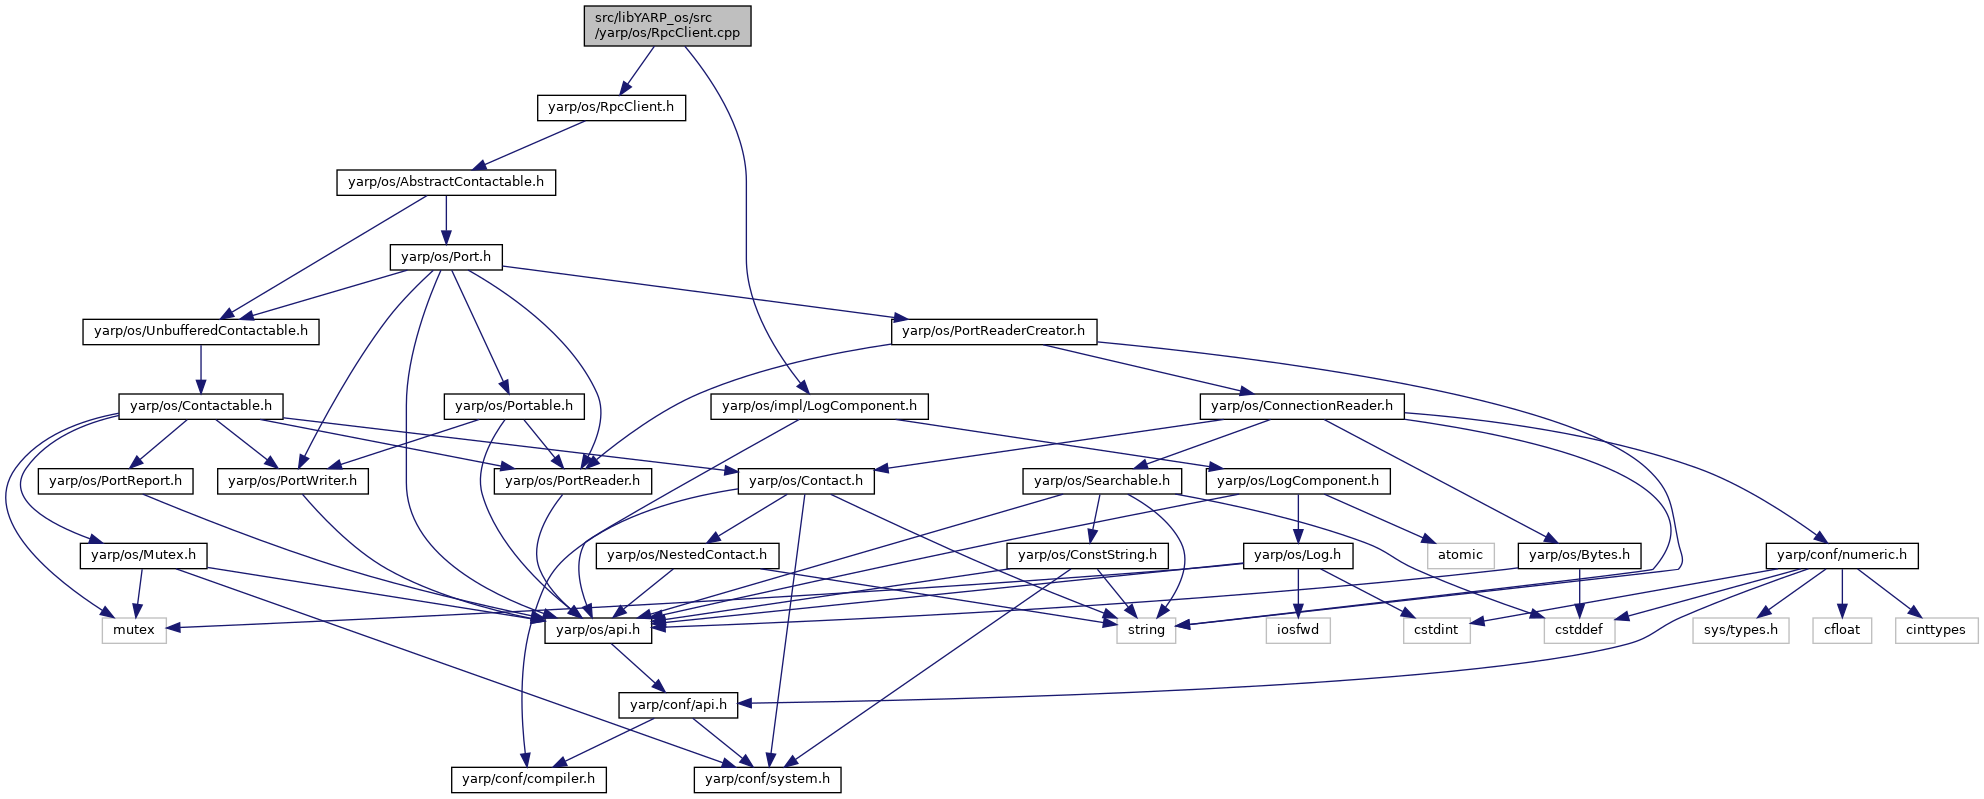 src/libYARP_os/src
/yarp/os/RpcClient.cpp
yarp/os/RpcClient.h
yarp/os/AbstractContactable.h
yarp/os/Port.h
yarp/os/UnbufferedContactable.h
yarp/os/PortReaderCreator.h
yarp/os/Contactable.h
yarp/os/Portable.h
yarp/os/impl/LogComponent.h
yarp/os/ConnectionReader.h
yarp/os/PortReport.h
yarp/os/PortWriter.h
yarp/os/PortReader.h
yarp/os/Contact.h
yarp/os/Searchable.h
yarp/os/LogComponent.h
yarp/os/Mutex.h
yarp/os/NestedContact.h
yarp/os/ConstString.h
yarp/os/Log.h
atomic
yarp/os/Bytes.h
yarp/conf/numeric.h
mutex
yarp/os/api.h
string
iosfwd
cstdint
cstddef
sys/types.h
cfloat
cinttypes
yarp/conf/api.h
yarp/conf/compiler.h
yarp/conf/system.h